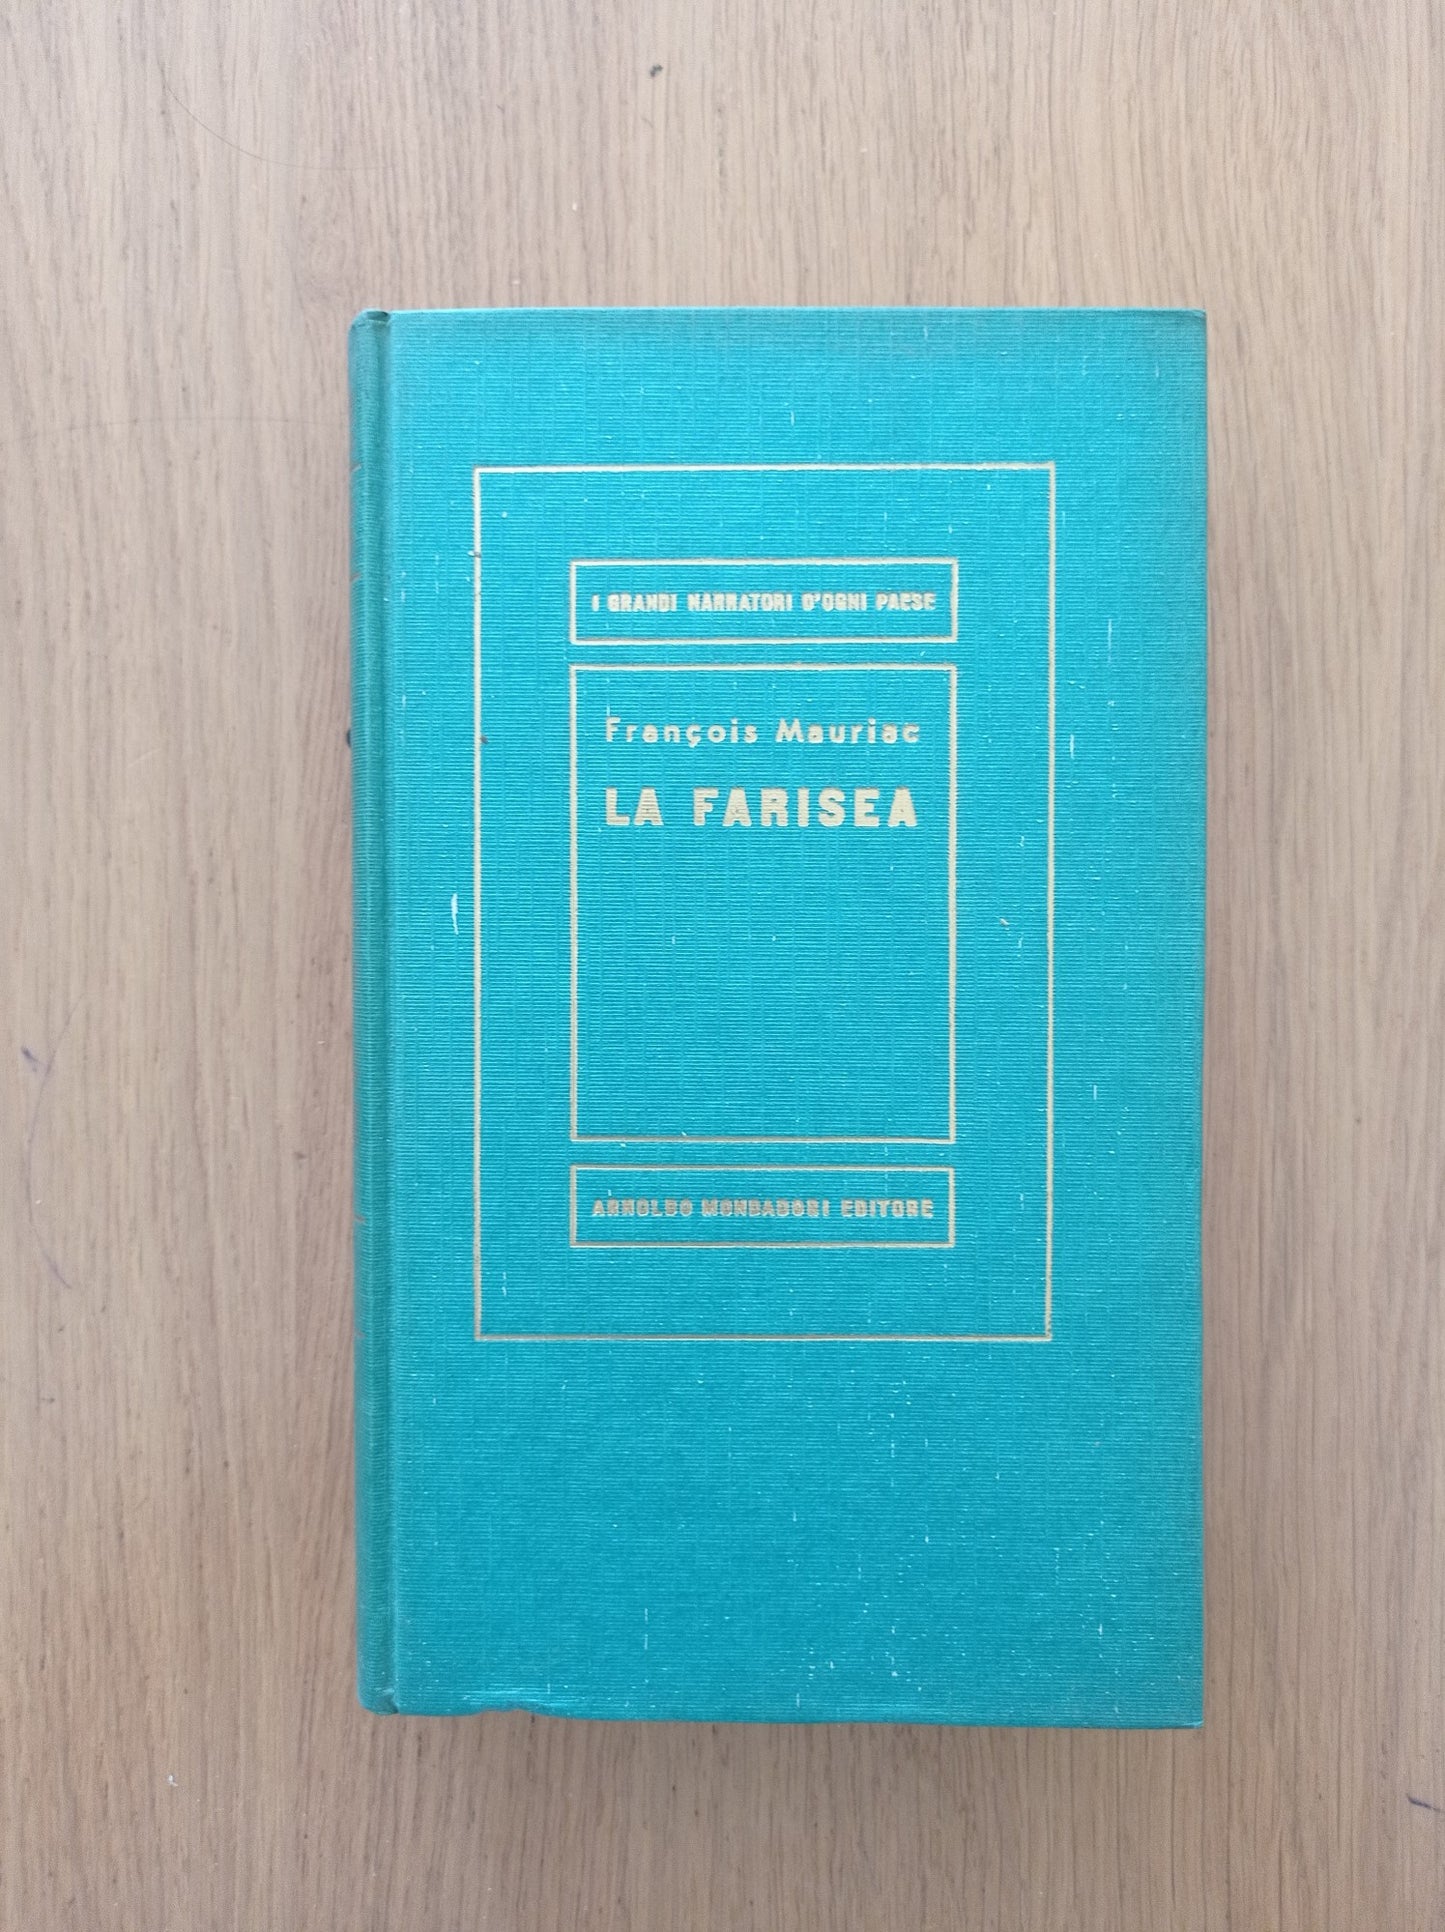 I GRANDI NARRATORI D'OGNI PAESE
François Mauriac
LA FARISEA
ARNOLDO MONDADORI EDITORE